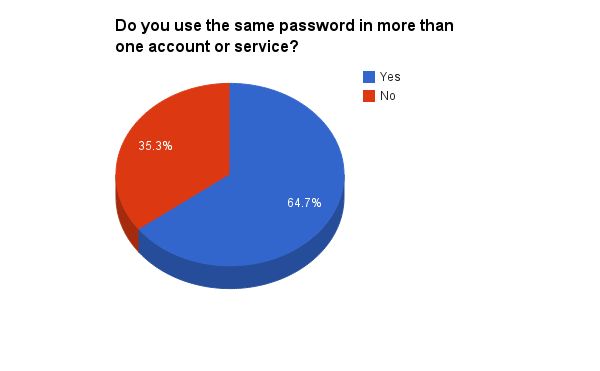 Do you use the same password in more than
one account or service?
Yes
No
35.3%
64.7%